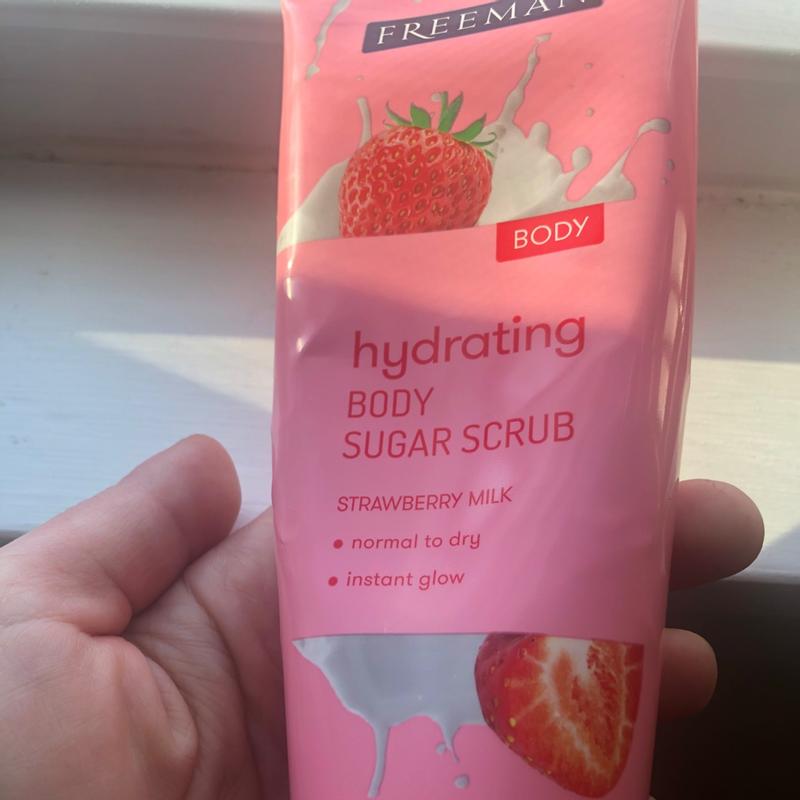 FREEMAN
BODY
hydrating
BODY
SUGAR SCRUB
STRAWBERRY MILK
• normal to dry
• instant glow